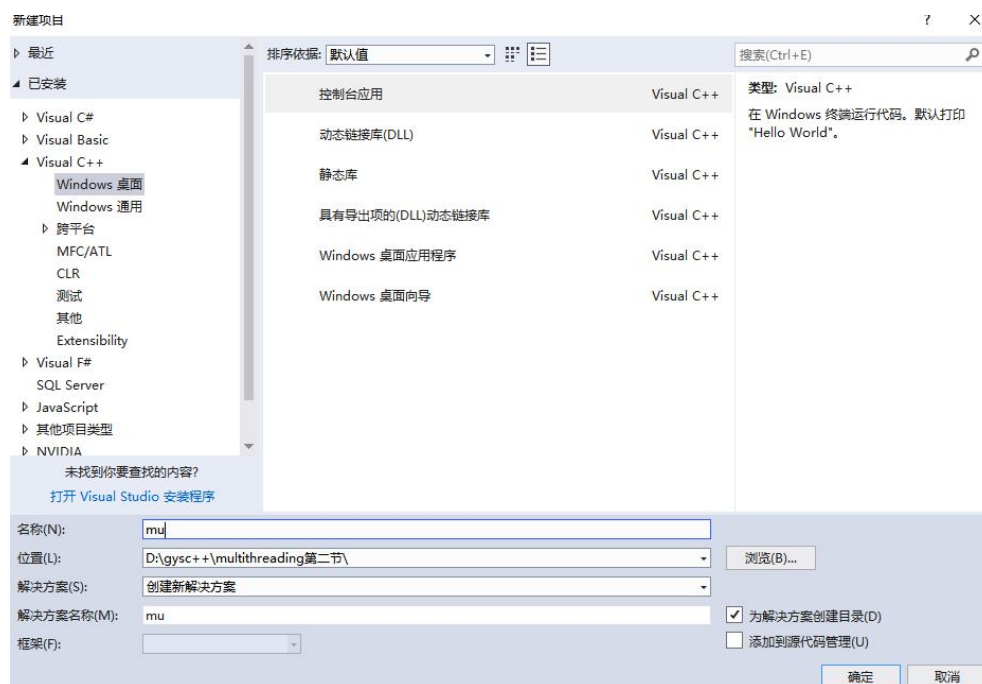 新建项目
? ×
最近
已安装
Visual C#
Visual Basic
Visual C++
Windows 桌面
Windows 通用
跨平台
MFC/ATL
CLR
测试
其他
Extensibility
Visual F#
SQL Server
JavaScript
其他项目类型
NVIDIA
未找到你要查找的内容?
打开 Visual Studio 安装程序
排序依据: 默认值
控制台应用 Visual C++
动态链接库(DLL) Visual C++
静态库 Visual C++
具有导出项的(DLL)动态链接库 Visual C++
Windows 桌面应用程序 Visual C++
Windows 桌面向导 Visual C++
搜索(Ctrl+E)
类型: Visual C++
在 Windows 终端运行代码。默认打印
"Hello World"。
名称(N): mu
位置(L): D:\gysc++\multithreading第二节\ 浏览(B)...
解决方案(S): 创建新解决方案
解决方案名称(M): mu
为解决方案创建目录(D)
框架(F):
添加到源代码管理(U)
确定 取消